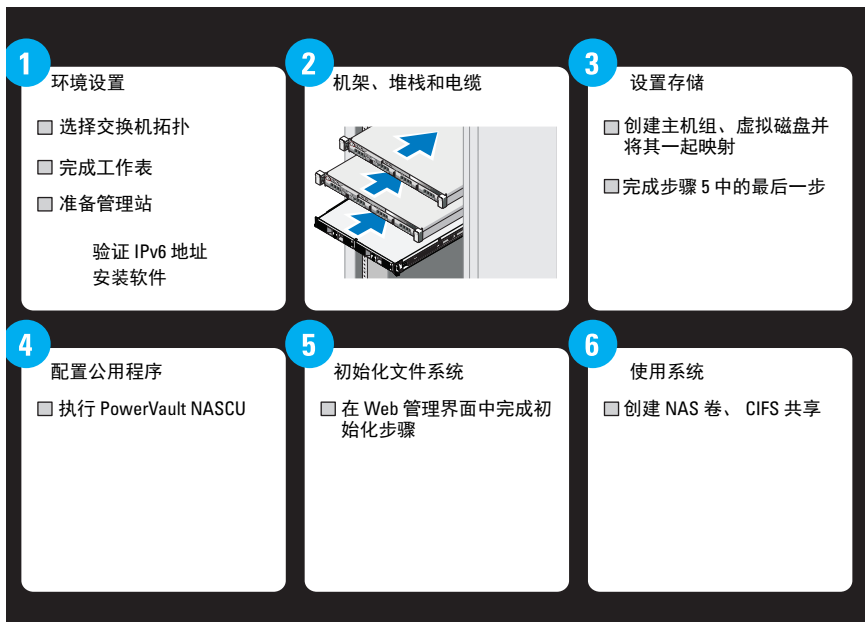 1
环境设置
选择交换机拓扑
完成工作表
准备管理站
验证 IPv6 地址
安装软件
2
机架、堆栈和电缆
3
设置存储
创建主机组、虚拟磁盘并
将其一起映射
完成步骤 5 中的最后一步
4
配置公用程序
执行 PowerVault NASCU
5
初始化文件系统
在 Web 管理界面中完成初
始化步骤
6
使用系统
创建 NAS 卷、 CIFS 共享